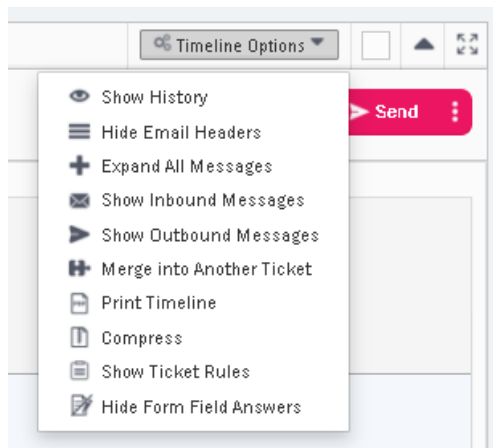 Timeline Options
Show History
Send
Hide Email Headers
Expand All Messages
Show Inbound Messages
Show Outbound Messages
Merge into Another Ticket
Print Timeline
Compress
Show Ticket Rules
Hide Form Field Answers